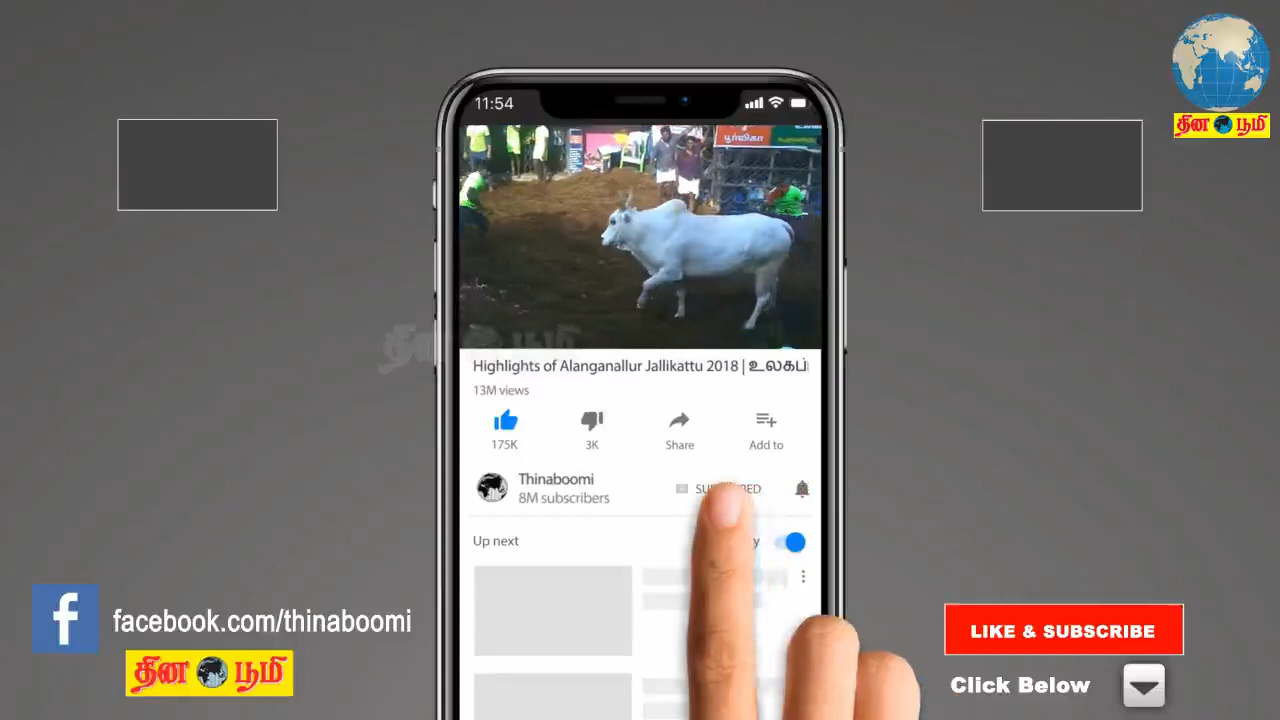 தின பூமி
11:54
பூர்விகா
Highlights of Alanganallur Jallikattu 2018 | உலகப்
13M views
175K
3K
Share
Add to
Thinaboomi
8M subscribers
Up next
facebook.com/thinaboomi
தின பூமி
LIKE & SUBSCRIBE
Click Below
தின பூமி